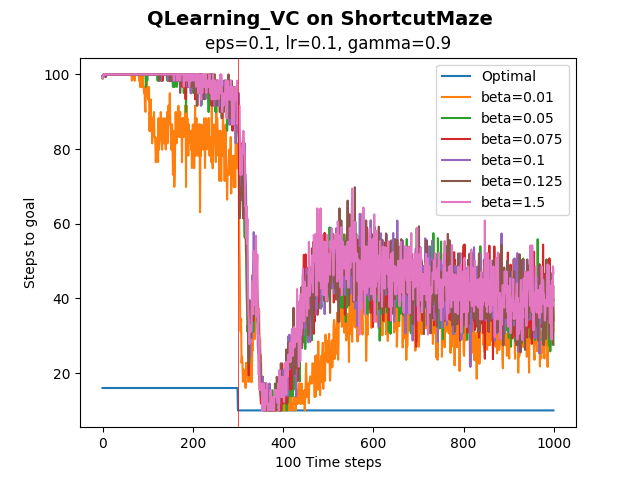 QLearning_VC on ShortcutMaze
eps=0.1, lr=0.1, gamma=0.9
Steps to goal
100
80
60
40
20
Optimal
beta=0.01
beta=0.05
beta=0.075
beta=0.1
beta=0.125
beta=1.5
0
200
400
600
800
1000
100 Time steps